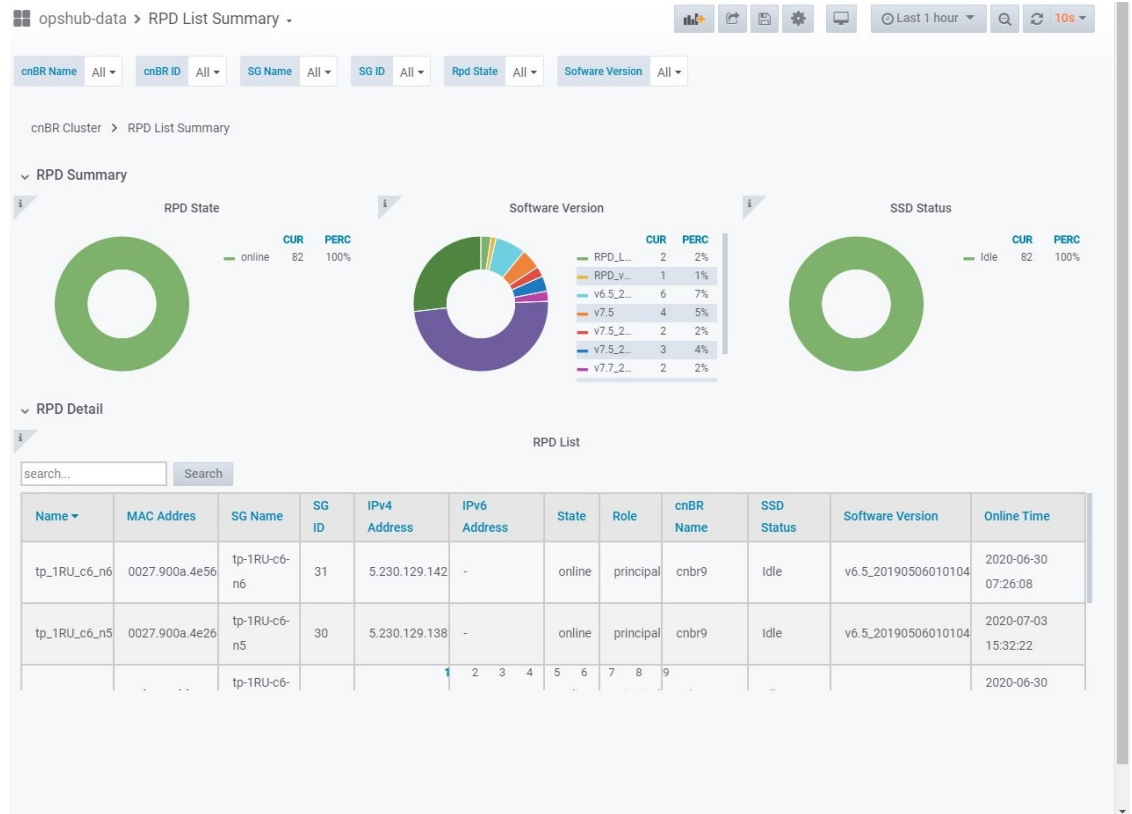 opshub-data > RPD List Summary
Last 1 hour 10s
cnBR Name All cnBR ID All SG Name All SG ID All Rpd State All Sofware Version All
cnBR Cluster > RPD List Summary
RPD Summary
RPD State
CUR PERC
online 82 100%
Software Version
CUR PERC
RPD_L... 2 2%
RPD_v... 1 1%
v6.5_2... 6 7%
v7.5 4 5%
v7.5_2... 2 2%
v7.5_2... 3 4%
v7.7_2... 2 2%
SSD Status
CUR PERC
Idle 82 100%
RPD Detail
RPD List
search... Search
Name MAC Addres SG Name SG ID IPv4 Address IPv6 Address State Role cnBR Name SSD Status Software Version Online Time
tp_1RU_c6_n6 0027.900a.4e56 tp-1RU-c6-n6 31 5.230.129.142 - online principal cnbr9 Idle v6.5_20190506010104 2020-06-30 07:26:08
tp_1RU_c6_n5 0027.900a.4e26 tp-1RU-c6-n5 30 5.230.129.138 - online principal cnbr9 Idle v6.5_20190506010104 2020-07-03 15:32:22
tp-1RU-c6- 2020-06-30
1 2 3 4 5 6 7 8 9